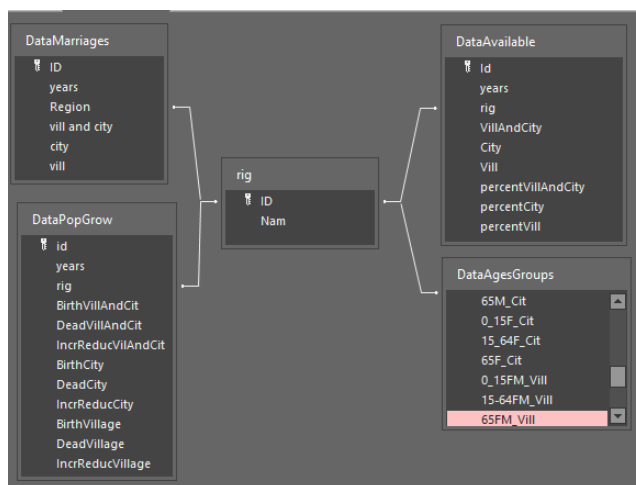 DataMarriages
ID
years
Region
vill and city
city
vill
DataPopGrow
id
years
rig
BirthVillAndCit
DeadVillAndCit
IncrReducVilAndCit
BirthCity
DeadCity
IncrReducCity
BirthVillage
DeadVillage
IncrReducVillage
rig
ID
Nam
DataAvailable
Id
years
rig
VillAndCity
City
Vill
percentVillAndCity
percentCity
percentVill
DataAgesGroups
65M_Cit
0_15F_Cit
15_64F_Cit
65F_Cit
0_15FM_Vill
15-64FM_Vill
65FM_Vill